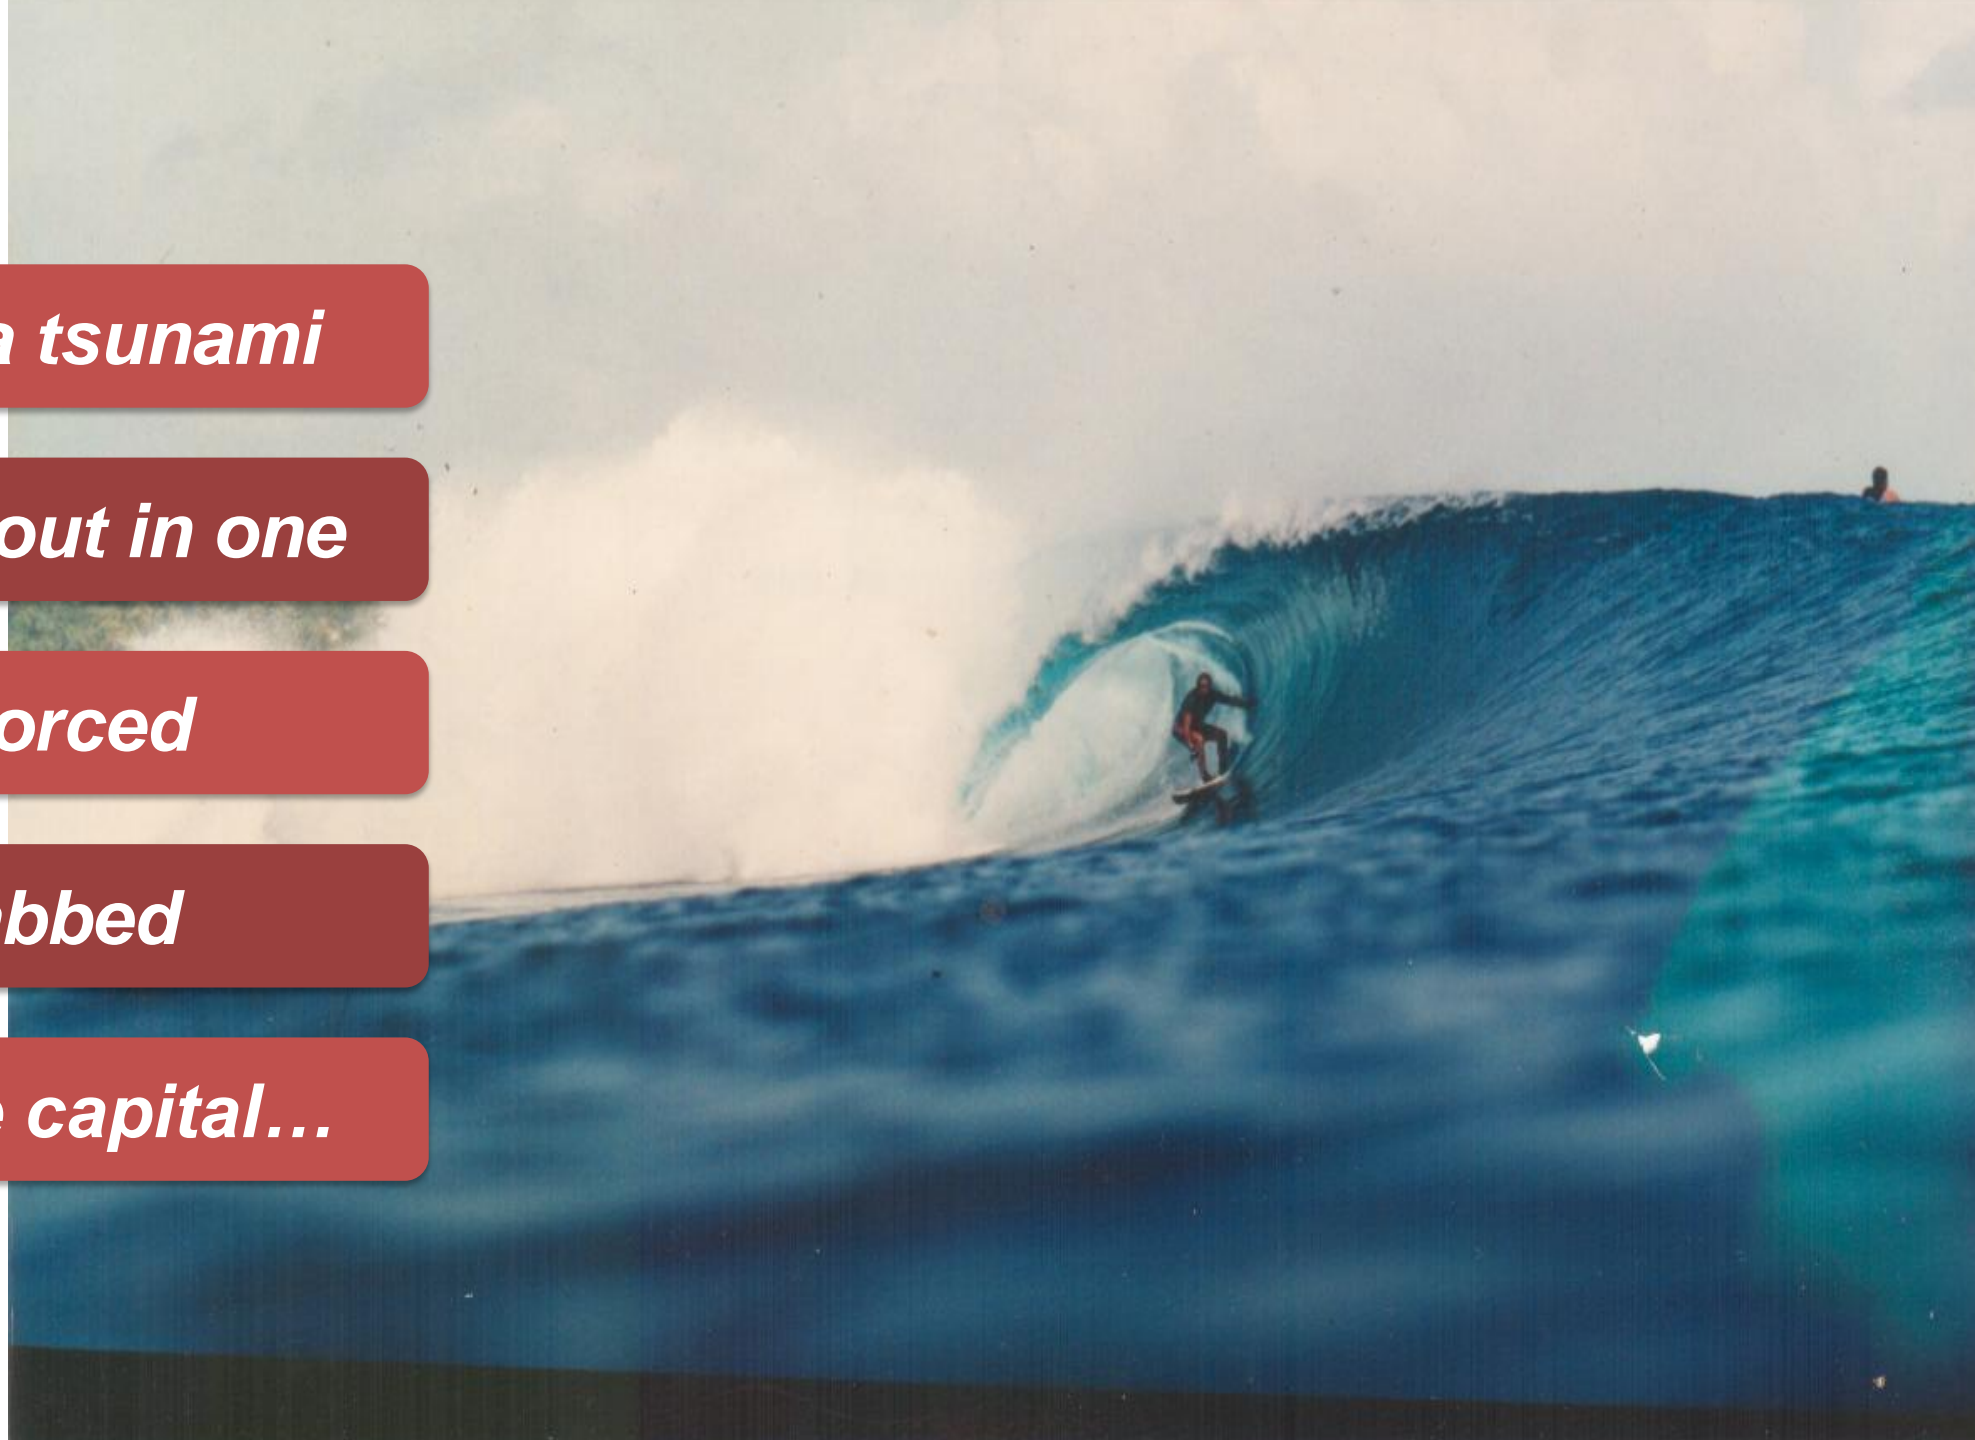 a tsunami
out in one
orced
bbed
capital…